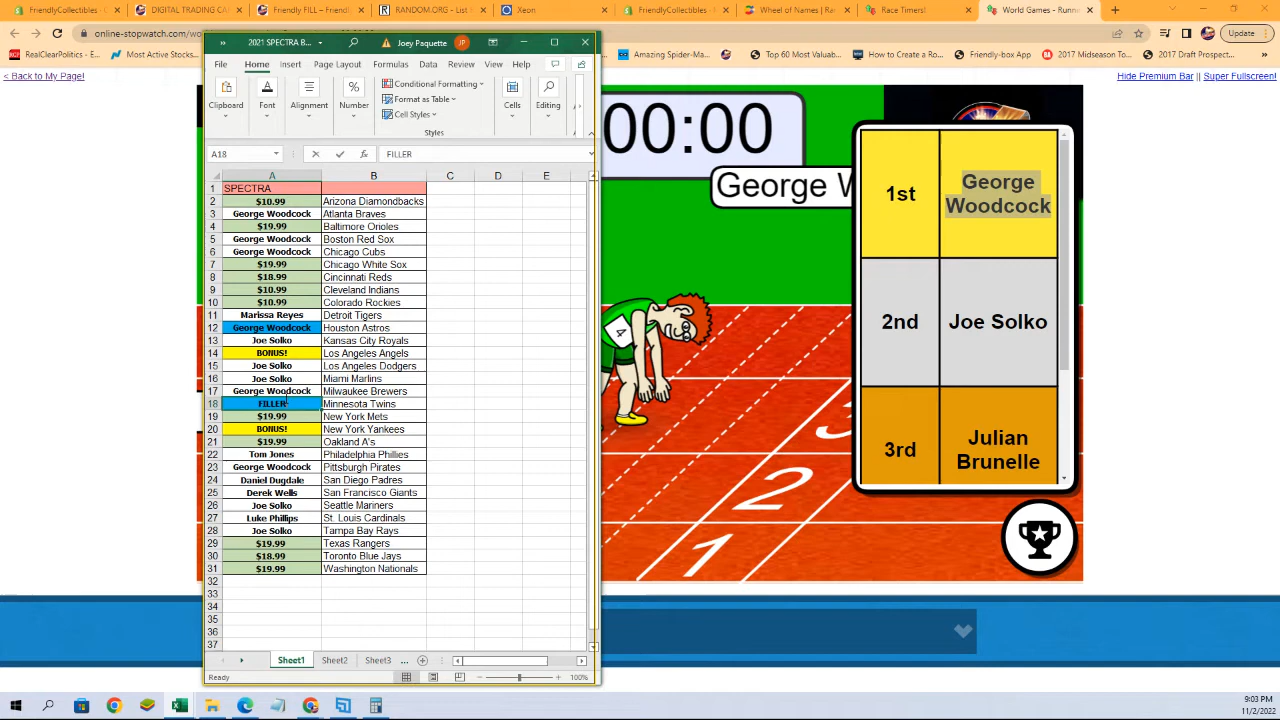 FriendlyCollectibles - C
DIGITAL TRADING CA
Friendly FILL – Friendl
RANDOM.ORG - List
Xeon
FriendlyCollectibles
Wheel of Names | Ra
Race Timers!
World Games - Runne
online-stopwatch.com
Update
RealClearPolitics - E
Most Active Stocks
Amazing Spider-M
Top 60 Most Valuab
How to Create a Ro
Friendly-box App
2017 Midseason To
2017 Draft Prospect
< Back to My Page!
Hide Premium Bar || Super Fullscreen!
2021 SPECTRA B...
Joey Paquette
JP
File Home Insert Page Layout Formulas Data Review View Help
Clipboard
Font
Alignment
Number
Conditional Formatting
Format as Table
Cell Styles
Styles
Cells
Editing
A18
FILLER
A B C D E
1 SPECTRA
2 $10.99 Arizona Diamondbacks
3 George Woodcock Atlanta Braves
4 $19.99 Baltimore Orioles
5 George Woodcock Boston Red Sox
6 George Woodcock Chicago Cubs
7 $19.99 Chicago White Sox
8 $18.99 Cincinnati Reds
9 $10.99 Cleveland Indians
10 $10.99 Colorado Rockies
11 Marissa Reyes Detroit Tigers
12 George Woodcock Houston Astros
13 Joe Solko Kansas City Royals
14 BONUS! Los Angeles Angels
15 Joe Solko Los Angeles Dodgers
16 Joe Solko Miami Marlins
17 George Woodcock Milwaukee Brewers
18 FILLER Minnesota Twins
19 $19.99 New York Mets
20 BONUS! New York Yankees
21 $19.99 Oakland A's
22 Tom Jones Philadelphia Phillies
23 George Woodcock Pittsburgh Pirates
24 Daniel Dugdale San Diego Padres
25 Derek Wells San Francisco Giants
26 Joe Solko Seattle Mariners
27 Luke Phillips St. Louis Cardinals
28 Joe Solko Tampa Bay Rays
29 $19.99 Texas Rangers
30 $18.99 Toronto Blue Jays
31 $19.99 Washington Nationals
32
33
34
35
36
37
Sheet1 Sheet2 Sheet3 ...
Ready
100%
00:00
George W
4
3
2
1
1st
George
Woodcock
2nd
Joe Solko
3rd
Julian
Brunelle
9:03 PM
11/2/2022